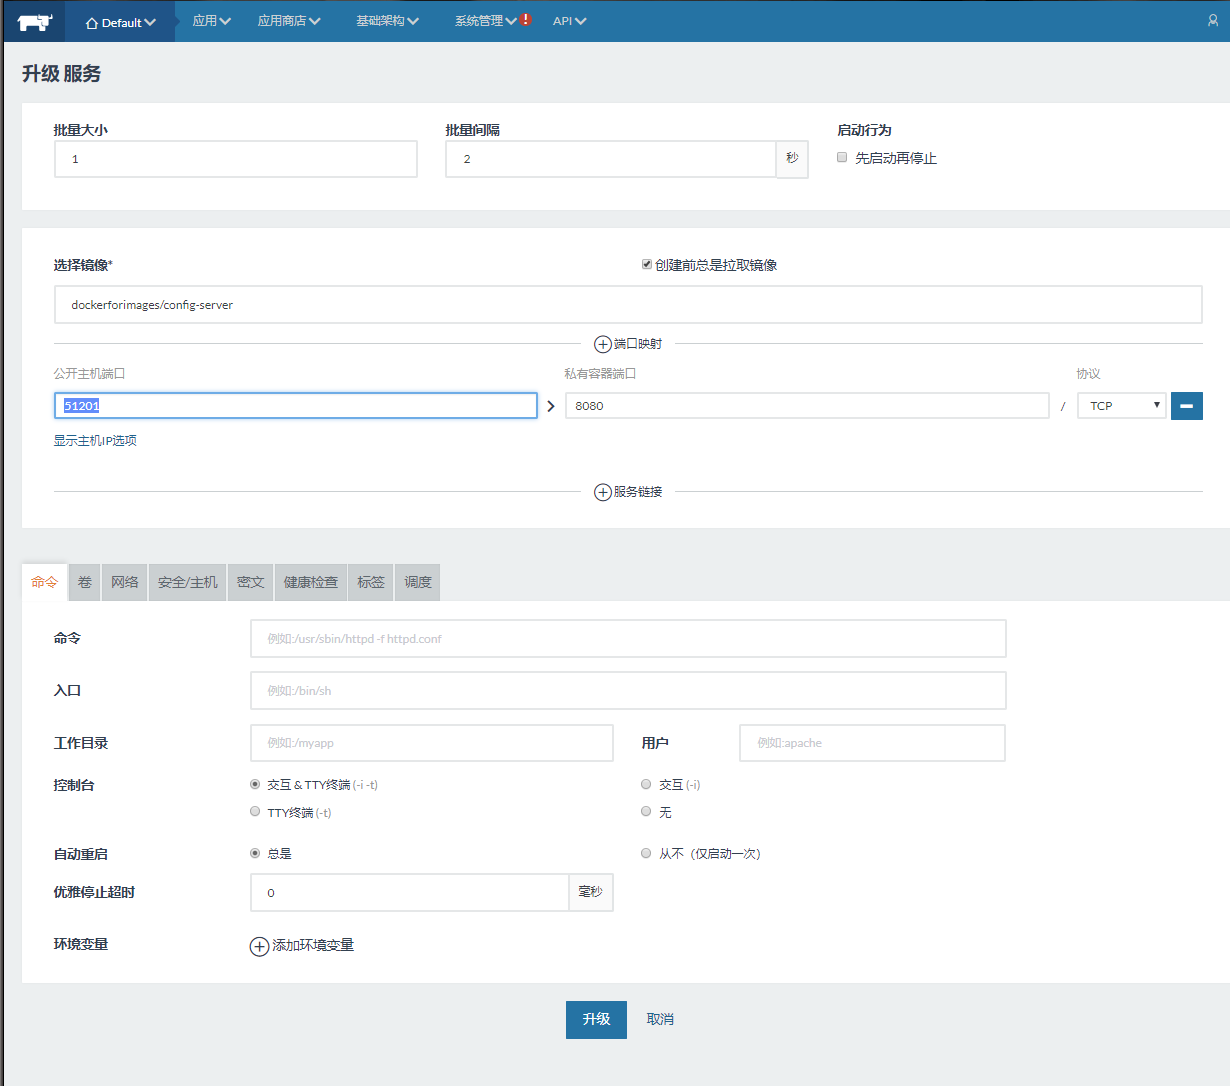 Default 应用 应用商店 基础架构 系统管理 ! API
升级 服务
批量大小 批量间隔 启动行为
1 2 秒 先启动再停止
选择镜像* 创建前总是拉取镜像
dockerforimages/config-server
端口映射
公开主机端口 私有容器端口 协议
51201 8080 / TCP
显示主机IP选项
服务链接
命令 卷 网络 安全/主机 密文 健康检查 标签 调度
命令 例如:/usr/sbin/httpd -f httpd.conf
入口 例如:/bin/sh
工作目录 例如:/myapp 用户 例如:apache
控制台 交互 & TTY终端 (-i -t) 交互 (-i)
TTY终端 (-t) 无
自动重启 总是 从不（仅启动一次）
优雅停止超时 0 毫秒
环境变量 添加环境变量
升级 取消